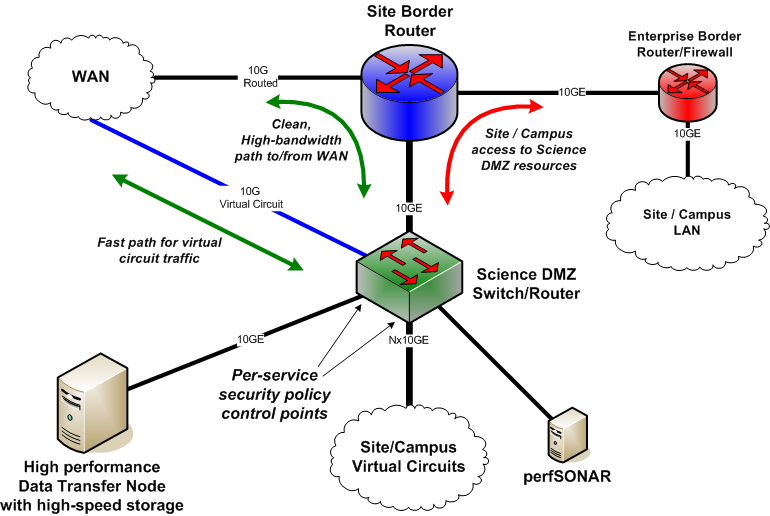 Site Border
Router
Enterprise Border
Router/Firewall
WAN
10G
Routed
10GE
10GE
Clean,
High-bandwidth
path to/from WAN
Site / Campus
access to Science
DMZ resources
10G
Virtual Circuit
10GE
Site / Campus
LAN
Fast path for virtual
circuit traffic
Science DMZ
Switch/Router
10GE
Nx10GE
Per-service
security policy
control points
Site/Campus
Virtual Circuits
High performance
Data Transfer Node
with high-speed storage
perfSONAR